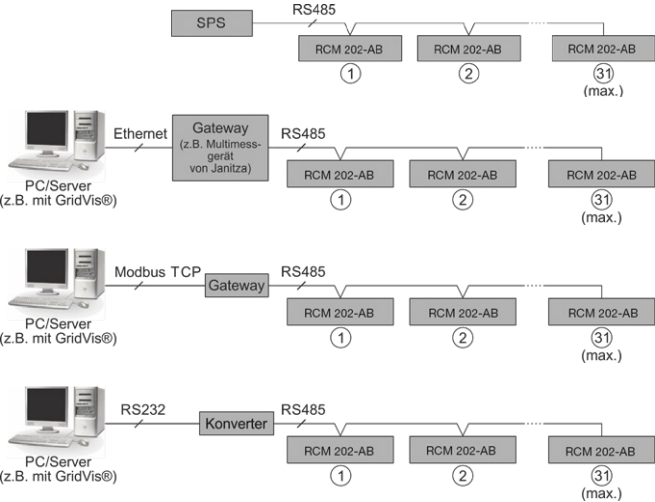 RS485
SPS
RCM 202-AB
RCM 202-AB
RCM 202-AB
1
2
31
(max.)
Ethernet
Gateway
(z.B. Multimess-
gerät
von Janitza)
RS485
RCM 202-AB
RCM 202-AB
RCM 202-AB
PC/Server
(z.B. mit GridVis®)
1
2
31
(max.)
Modbus TCP
Gateway
RS485
RCM 202-AB
RCM 202-AB
RCM 202-AB
PC/Server
(z.B. mit GridVis®)
1
2
31
(max.)
RS232
Konverter
RS485
RCM 202-AB
RCM 202-AB
RCM 202-AB
PC/Server
(z.B. mit GridVis®)
1
2
31
(max.)